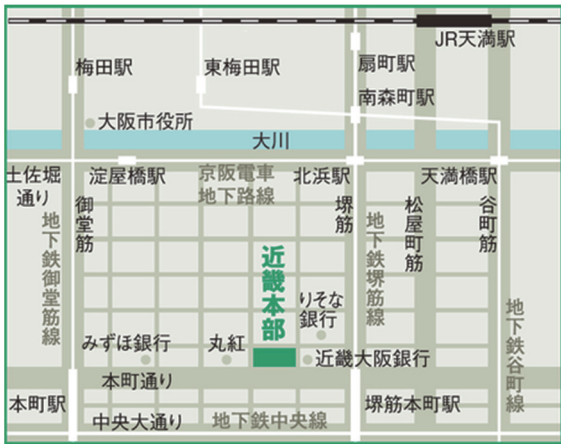 JR天満駅
梅田駅
東梅田駅
扇町駅
南森町駅
大阪市役所
大川
土佐堀
通り
淀屋橋駅
京阪電車
地下路線
北浜駅
天満橋駅
御堂筋
地下鉄御堂筋線
堺筋
地下鉄堺筋線
松屋町筋
谷町筋
地下鉄谷町線
近畿本部
りそな
銀行
みずほ銀行
丸紅
近畿大阪銀行
本町通り
本町駅
中央大通り
地下鉄中央線
堺筋本町駅